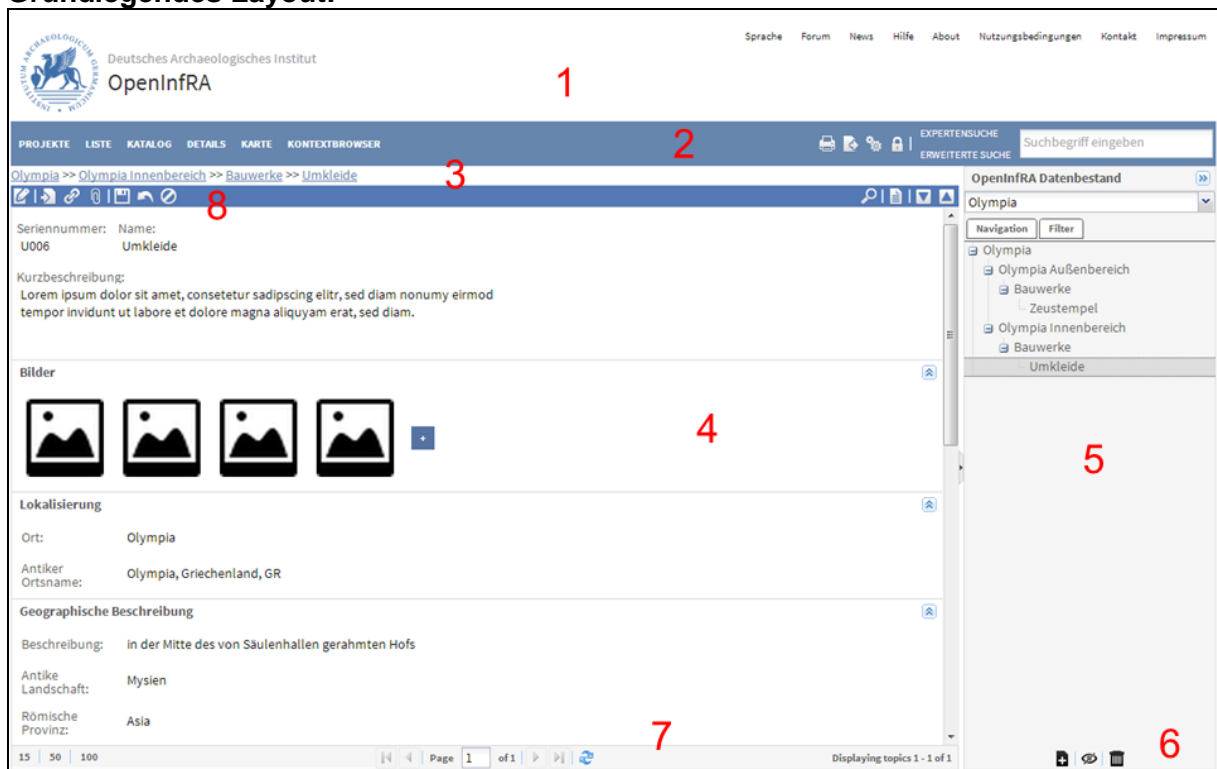 Grundlegendes Layout:
ARCHAEOLOGICUM GERMANICUM INSTITUTUM
Sprache Forum News Hilfe About Nutzungsbedingungen Kontakt Impressum
Deutsches Archaeologisches Institut
OpenInfRA
1
PROJEKTE LISTE KATALOG DETAILS KARTE KONTEXTBROWSER
2
EXPERTENSUCHE
ERWEITERTE SUCHE
Suchbegriff eingeben
Olympia >> Olympia Innenbereich >> Bauwerke >> Umkleide
3
8
OpenInfRA Datenbestand
Olympia
Navigation Filter
Olympia
Olympia Außenbereich
Bauwerke
Zeustempel
Olympia Innenbereich
Bauwerke
Umkleide
5
Seriennummer: Name:
U006 Umkleide
Kurzbeschreibung:
Lorem ipsum dolor sit amet, consetetur sadipscing elitr, sed diam nonumy eirmod
tempor invidunt ut labore et dolore magna aliquyam erat, sed diam.
Bilder
+
4
Lokalisierung
Ort: Olympia
Antiker
Ortsname: Olympia, Griechenland, GR
Geographische Beschreibung
Beschreibung: in der Mitte des von Säulenhallen gerahmten Hofs
Antike
Landschaft: Mysien
Römische
Provinz: Asia
7
15 50 100 Page 1 of 1 Displaying topics 1 - 1 of 1
6